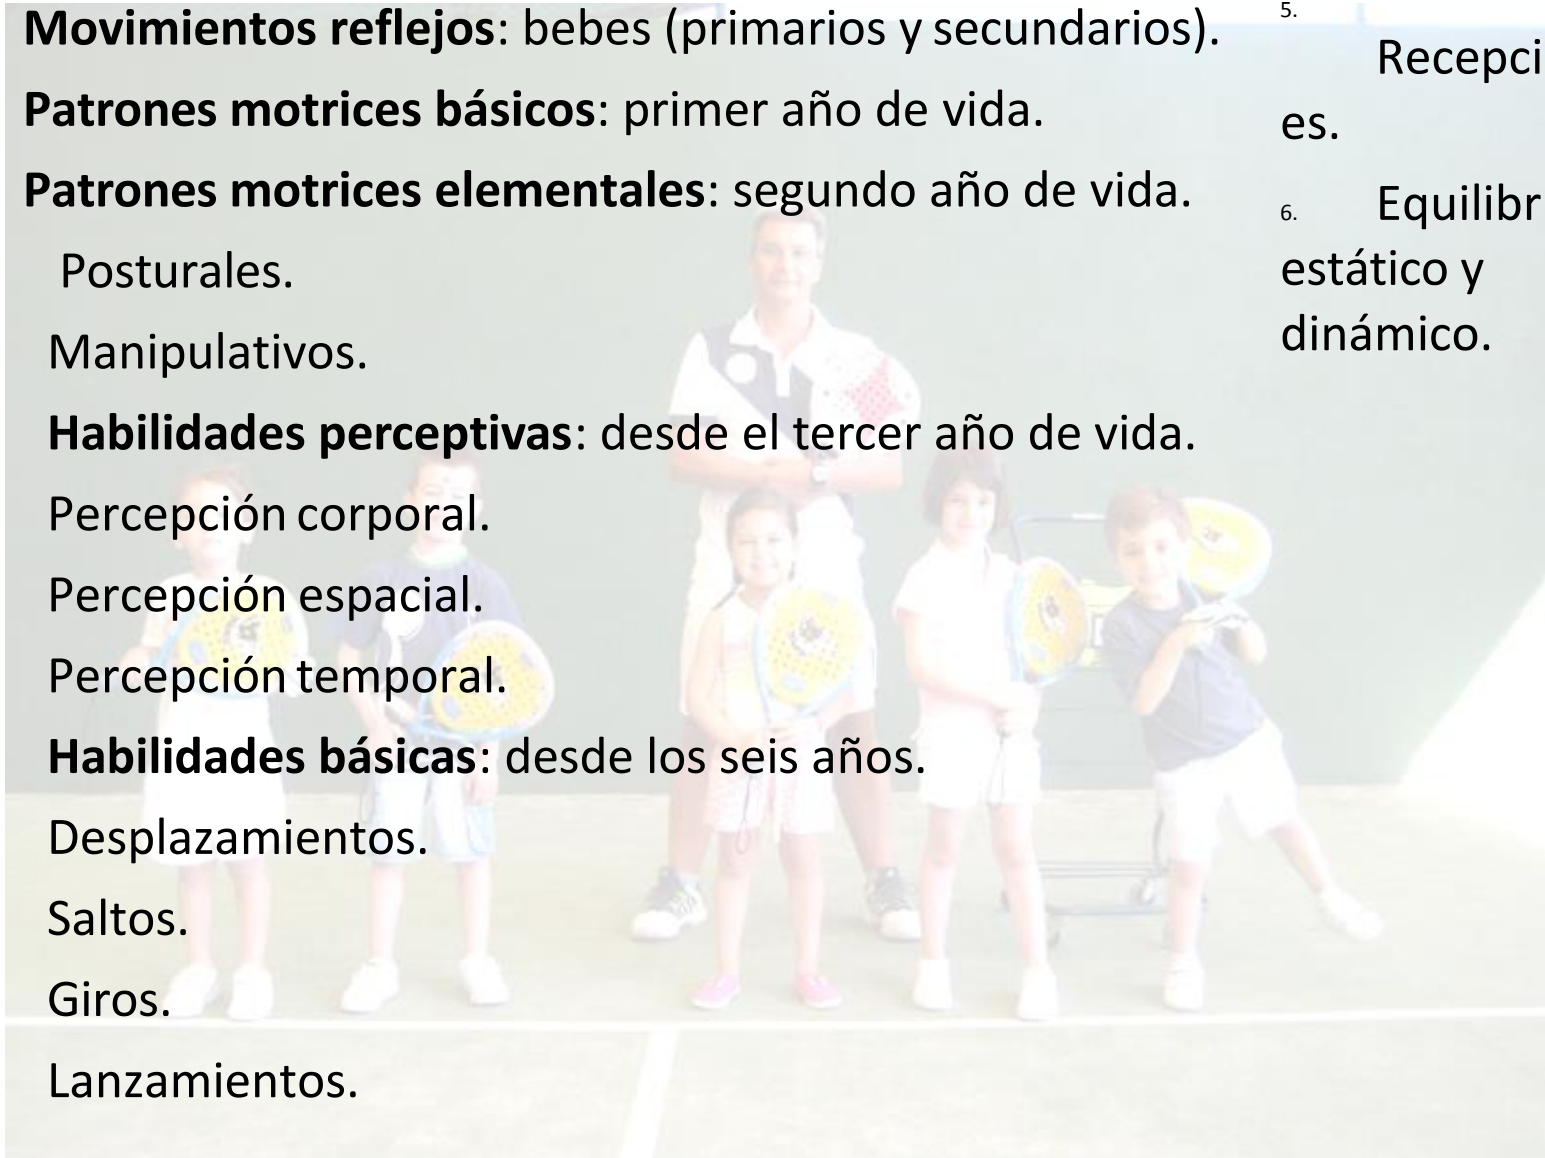 Movimientos reflejos: bebes (primarios y secundarios).
Patrones motrices básicos: primer año de vida.
Patrones motrices elementales: segundo año de vida.
Posturales.
Manipulativos.
Habilidades perceptivas: desde el tercer año de vida.
Percepción corporal.
Percepción espacial.
Percepción temporal.
Habilidades básicas: desde los seis años.
Desplazamientos.
Saltos.
Giros.
Lanzamientos.
5.
Recepci
es.
6. Equilibr
estático y
dinámico.